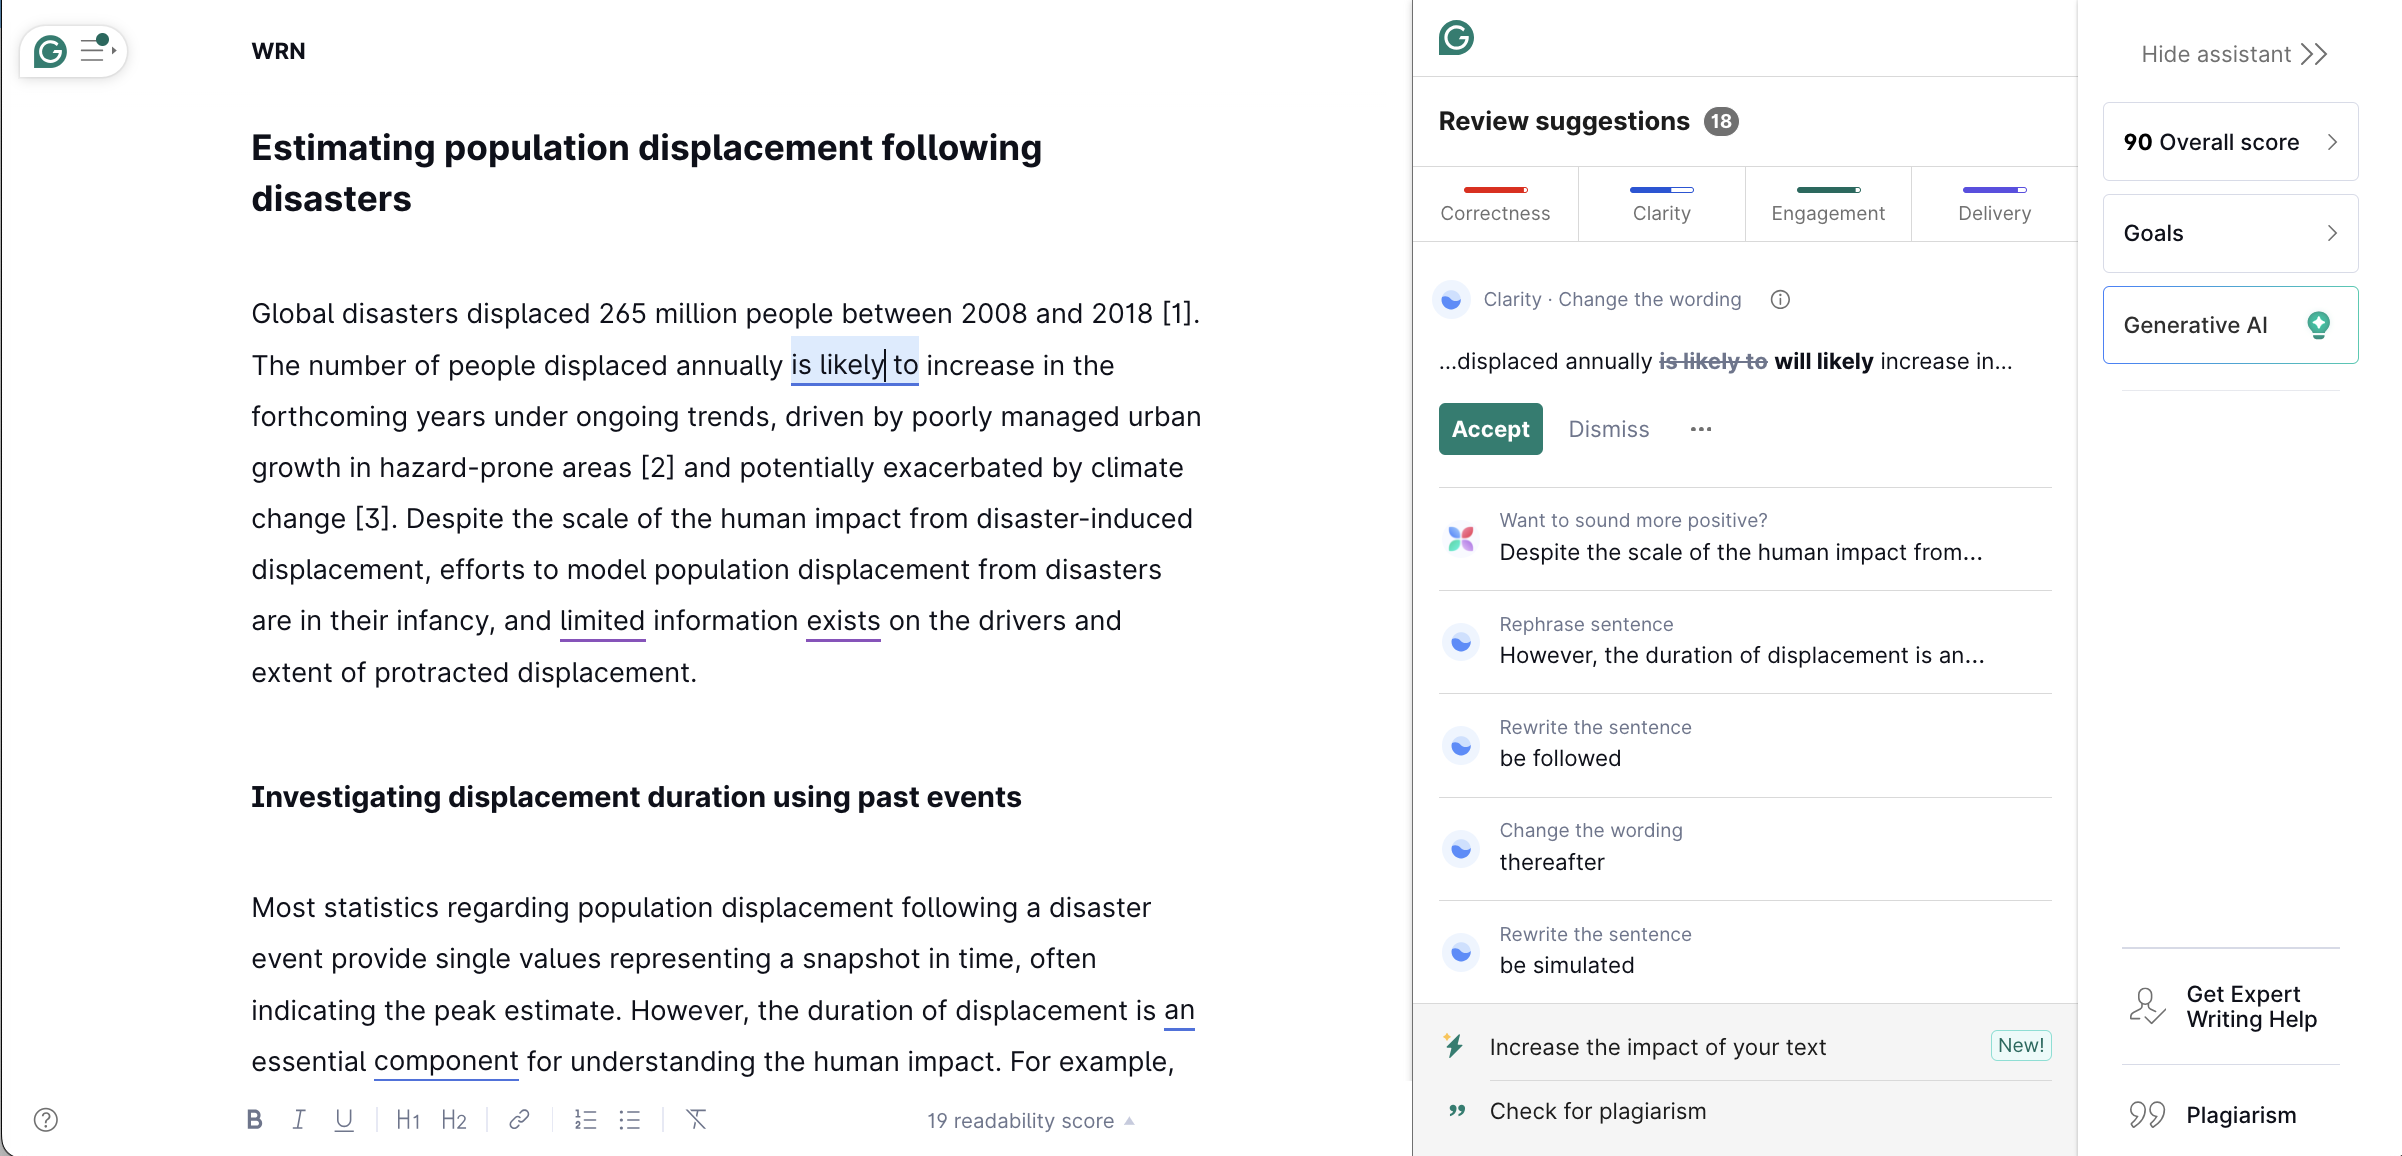 WRN
Estimating population displacement following
disasters
Global disasters displaced 265 million people between 2008 and 2018 [1].
The number of people displaced annually is likely to increase in the
forthcoming years under ongoing trends, driven by poorly managed urban
growth in hazard-prone areas [2] and potentially exacerbated by climate
change [3]. Despite the scale of the human impact from disaster-induced
displacement, efforts to model population displacement from disasters
are in their infancy, and limited information exists on the drivers and
extent of protracted displacement.
Investigating displacement duration using past events
Most statistics regarding population displacement following a disaster
event provide single values representing a snapshot in time, often
indicating the peak estimate. However, the duration of displacement is an
essential component for understanding the human impact. For example,
B I U H1 H2
19 readability score
Review suggestions 18
Correctness
Clarity
Engagement
Delivery
Clarity · Change the wording
...displaced annually is likely to will likely increase in...
Accept Dismiss ...
Want to sound more positive?
Despite the scale of the human impact from...
Rephrase sentence
However, the duration of displacement is an...
Rewrite the sentence
be followed
Change the wording
thereafter
Rewrite the sentence
be simulated
Increase the impact of your text New!
Check for plagiarism
Hide assistant
90 Overall score
Goals
Generative AI
Get Expert
Writing Help
Plagiarism